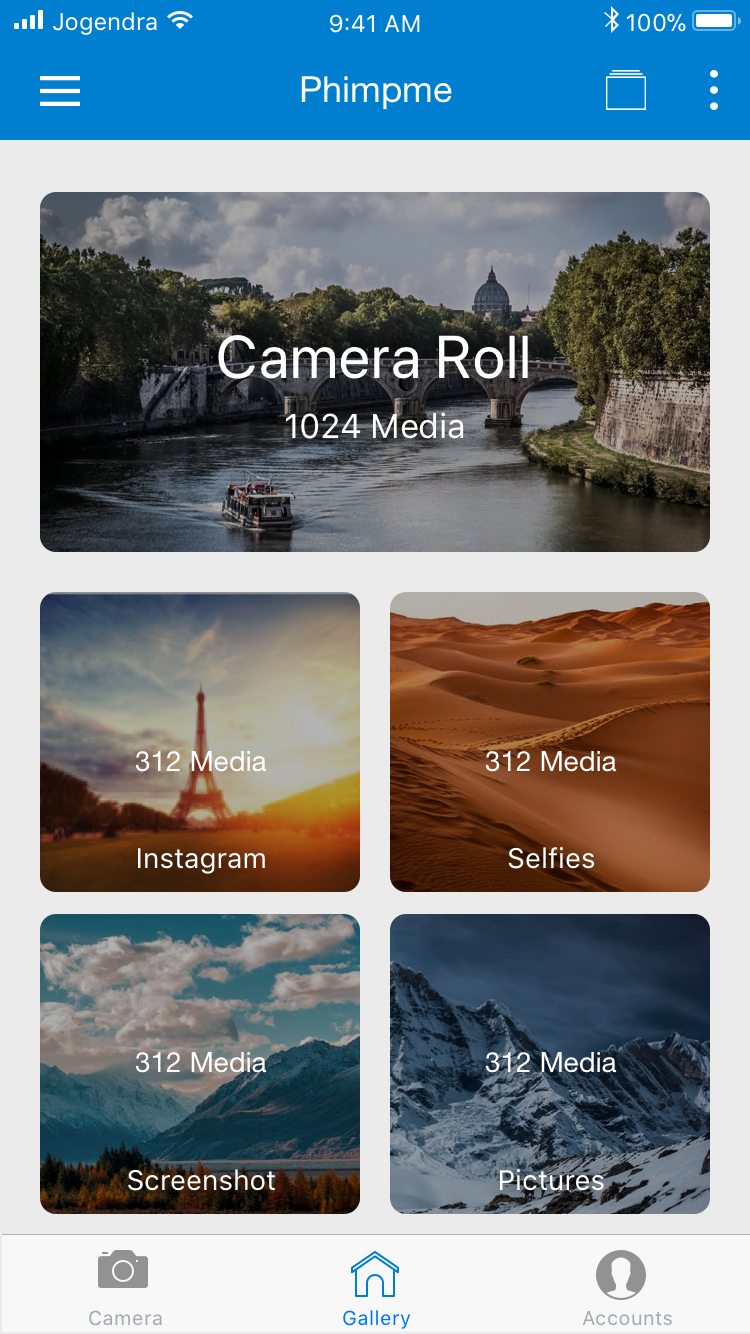 Jogendra 9:41 AM 100%
Phimpme
Camera Roll
1024 Media
312 Media 312 Media
Instagram Selfies
312 Media 312 Media
Screenshot Pictures
Camera Gallery Accounts